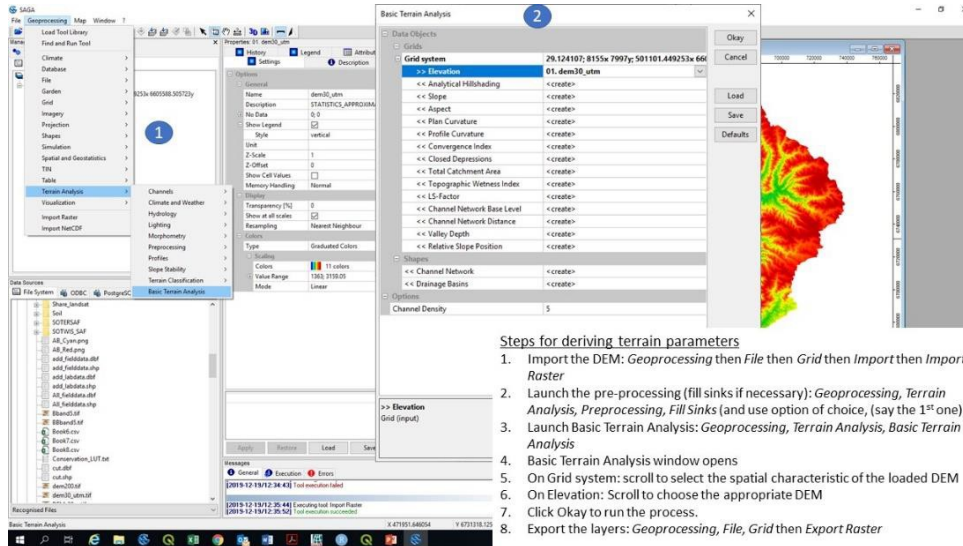 SAGA
File Geoprocessing Map Window ?
Load Tool Library
Find and Run Tool
Climate
Database
File
Garden
Grid
Imagery
Projection
Shapes
Simulation
Spatial and Geostatistics
TIN
Table
Terrain Analysis
Visualization
Import Raster
Import NetCDF
1
Channels
Climate and Weather
Hydrology
Lighting
Morphometry
Preprocessing
Profiles
Slope Stability
Terrain Classification
Basic Terrain Analysis
Data Sources
File System ODBC
Share_landsat
Soil
SOTERSAF
SOTWIS_SAF
AB_Cyan.png
AB_Red.png
add_fielddata.dbf
add_fielddata.shp
add_labdata.dbf
add_labdata.shp
All_fielddata.dbf
All_fielddata.shp
Bband5.tif
BBband5.tif
Book6.csv
Book7.csv
Book8.csv
Conservation_LUT.txt
cut.dbf
cut.shp
dem200.tif
dem30_utm.tif
Recognised Files
Basic Terrain Analysis
Properties: 01. dem30_utm
History Legend
Settings Description
Options
General
Name dem30_utm
Description
No Data 0; 0
Show Legend
Style vertical
Unit
Z-Scale 1
Z-Offset 0
Show Cell Values
Memory Handling Normal
Display
Transparency [%] 0
Show at all scales
Resampling Nearest Neighbour
Colors
Type Graduated Colors
Scaling
Colors 11 colors
Value Range 1363; 3150.05
Mode Linear
Apply Restore Load Save
Messages
General Execution Errors
[2019-12-19/12:34:43] Tool execution failed
[2019-12-19/12:35:44] Executing tool: Import Raster
[2019-12-19/12:35:52] Tool execution succeeded
X 471951.646054
Basic Terrain Analysis
2
Data Objects
Grids
Grid system 29.124107; 8155x 7997y; 501101.449253x
>> Elevation 01. dem30_utm
<< Analytical Hillshading <create>
<< Slope <create>
<< Aspect <create>
<< Plan Curvature <create>
<< Profile Curvature <create>
<< Convergence Index <create>
<< Closed Depressions <create>
<< Total Catchment Area <create>
<< Topographic Wetness Index <create>
<< LS-Factor <create>
<< Channel Network Base Level <create>
<< Channel Network Distance <create>
<< Valley Depth <create>
<< Relative Slope Position <create>
Shapes
<< Channel Network <create>
<< Drainage Basins <create>
Options
Channel Density 5
>> Elevation
Grid (input)
Okay
Cancel
Load
Save
Defaults
Steps for deriving terrain parameters
1. Import the DEM: Geoprocessing then File then Grid then Import then Import
Raster
2. Launch the pre-processing (fill sinks if necessary): Geoprocessing, Terrain
Analysis, Preprocessing, Fill Sinks (and use option of choice, (say the 1st one)
3. Launch Basic Terrain Analysis: Geoprocessing, Terrain Analysis, Basic Terrain
Analysis
4. Basic Terrain Analysis window opens
5. On Grid system: scroll to select the spatial characteristic of the loaded DEM
6. On Elevation: Scroll to choose the appropriate DEM
7. Click Okay to run the process.
8. Export the layers: Geoprocessing, File, Grid then Export Raster